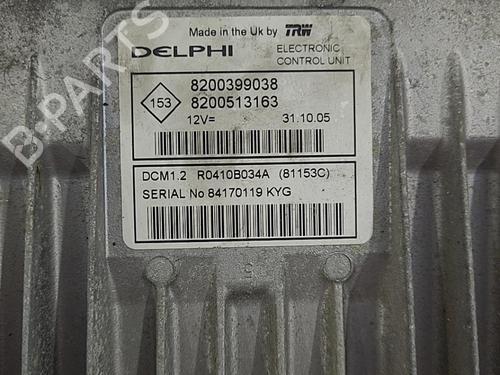 Made in the Uk by TRW
DELPHI ELECTRONIC CONTROL UNIT
153
8200399038
8200513163
12V= 31.10.05
DCM1.2 R0410B034A (81153C)
SERIAL No 84170119 KYG
B-PARTS